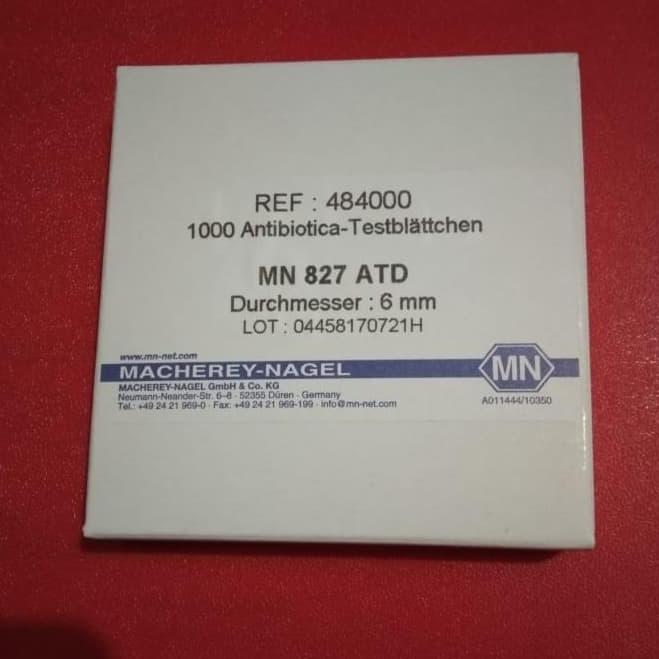 REF : 484000
1000 Antibiotica-Testblättchen
MN 827 ATD
Durchmesser : 6 mm
LOT : 04458170721H
www.mn-net.com
MACHEREY-NAGEL
MACHEREY-NAGEL GmbH & Co. KG
Neumann-Neander-Str. 6–8 · 52355 Düren · Germany
Tel.: +49 24 21 969-0 · Fax: +49 24 21 969-199 · info@mn-net.com
MN
A011444/10350